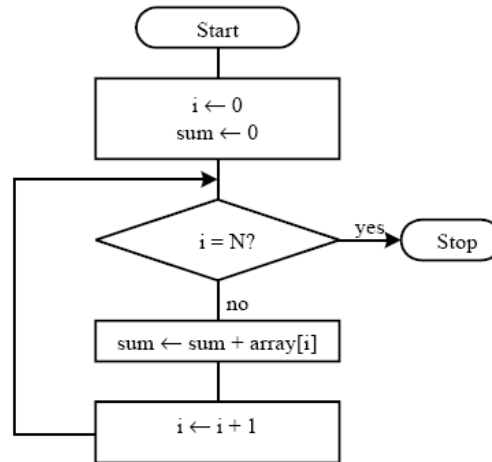 Start
i ← 0
sum ← 0
i = N?
yes
Stop
no
sum ← sum + array[i]
i ← i + 1